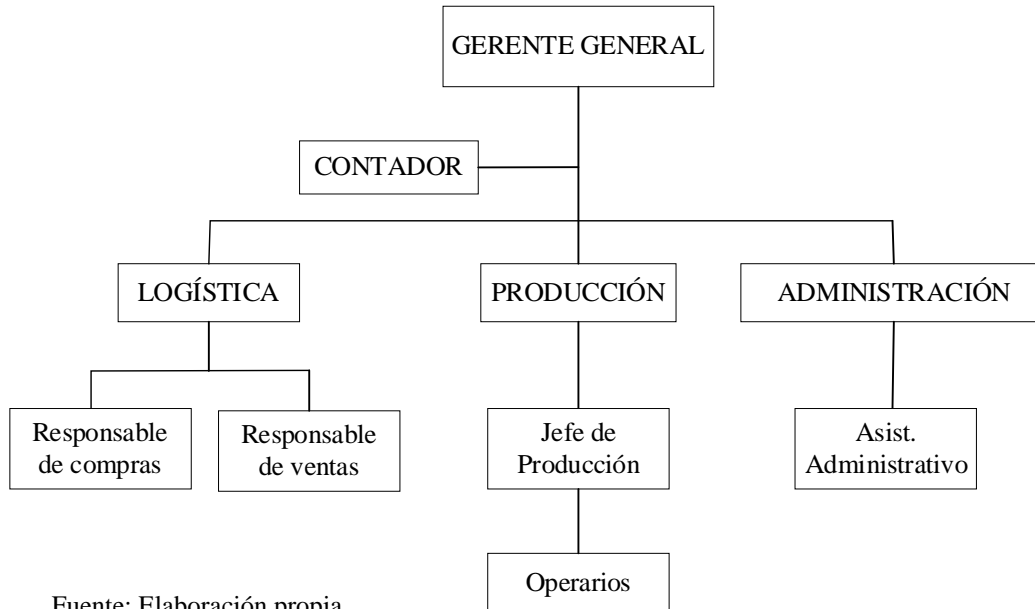 GERENTE GENERAL
CONTADOR
LOGÍSTICA
PRODUCCIÓN
ADMINISTRACIÓN
Responsable
de compras
Responsable
de ventas
Jefe de
Producción
Asist.
Administrativo
Operarios
Fuente: Elaboración propia